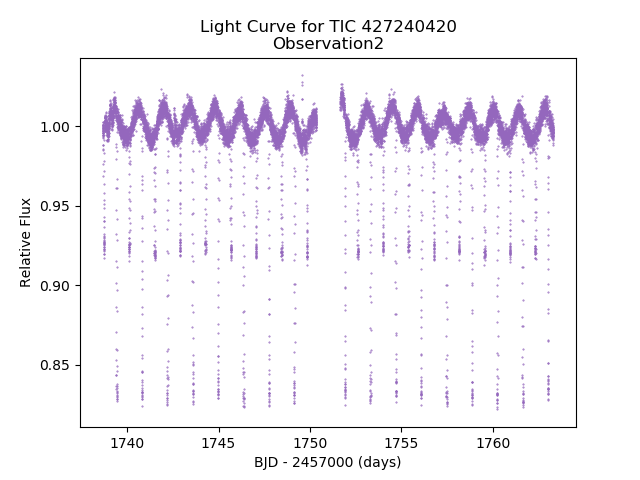 Light Curve for TIC 427240420
Observation2
1.00
0.95
0.90
0.85
Relative Flux
1740
1745
1750
1755
1760
BJD - 2457000 (days)